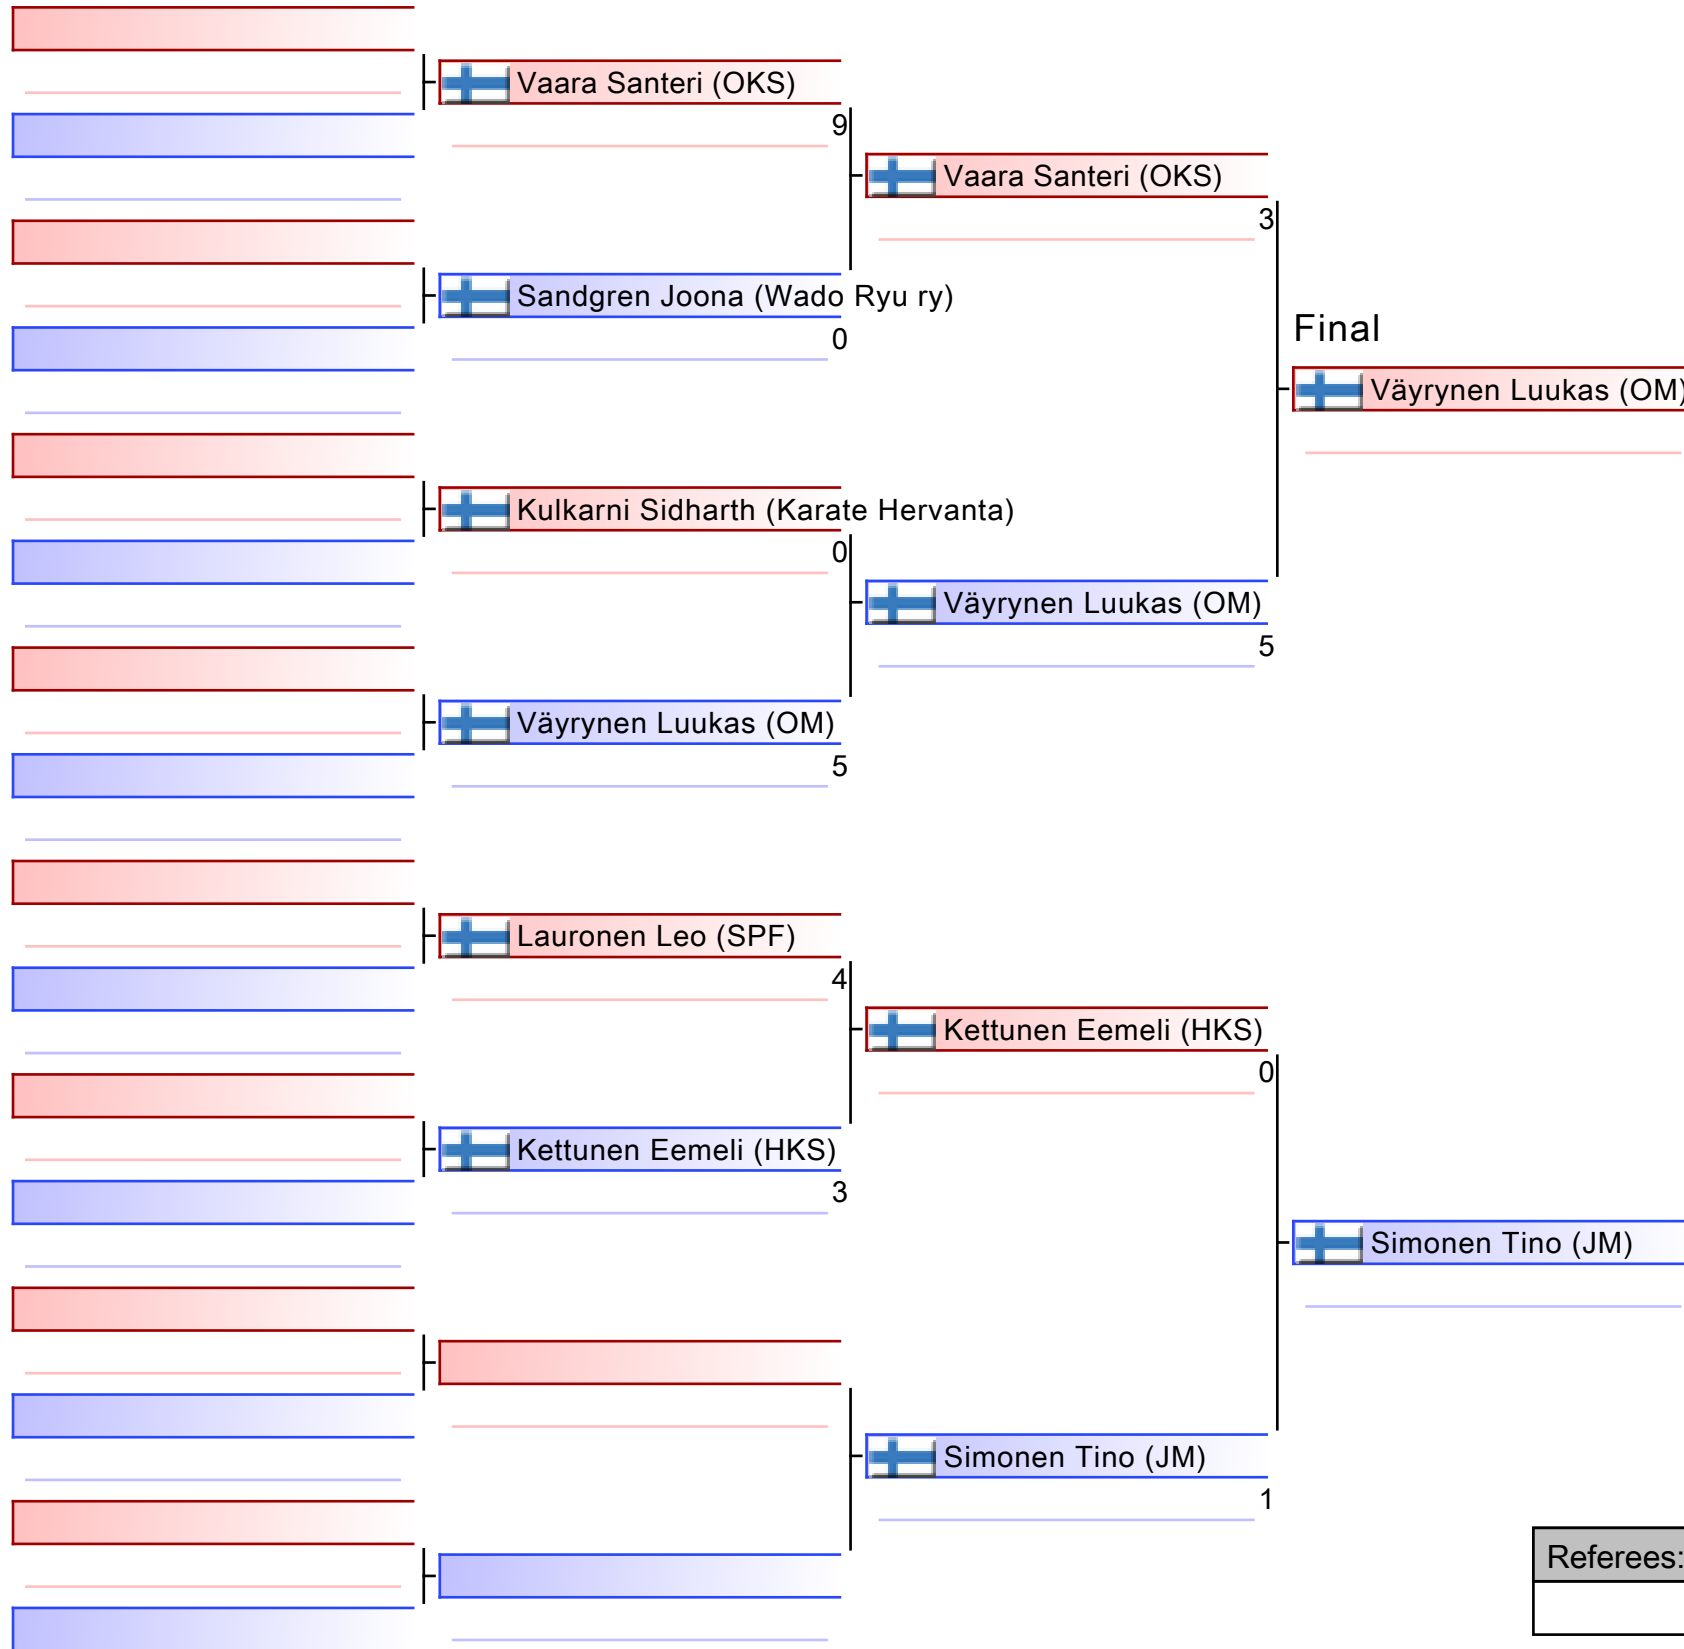 Vaara Santeri (OKS)
9
Sandgren Joona (Wado Ryu ry)
0
Kulkarni Sidharth (Karate Hervanta)
0
Väyrynen Luukas (OM)
5
Lauronen Leo (SPF)
4
Kettunen Eemeli (HKS)
3
Vaara Santeri (OKS)
3
Väyrynen Luukas (OM)
5
Kettunen Eemeli (HKS)
0
Simonen Tino (JM)
1
Final
Väyrynen Luukas (OM)
Simonen Tino (JM)
Referees: